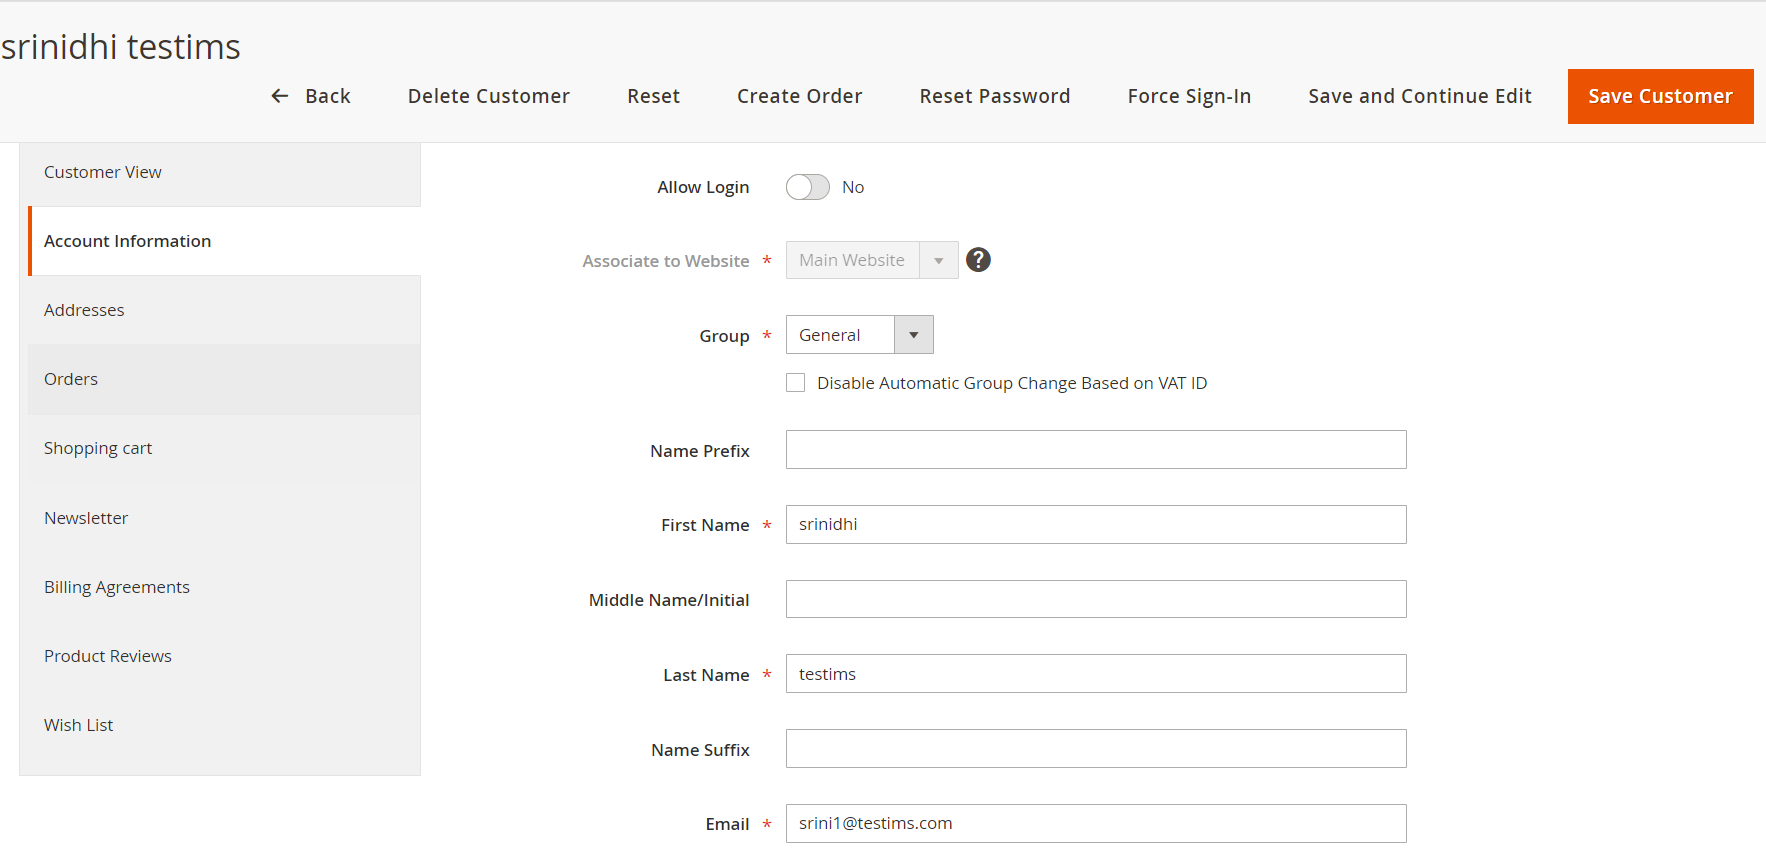 srinidhi testims
← Back Delete Customer Reset Create Order Reset Password Force Sign-In Save and Continue Edit Save Customer
Customer View
Account Information
Addresses
Orders
Shopping cart
Newsletter
Billing Agreements
Product Reviews
Wish List
Allow Login No
Associate to Website * Main Website ?
Group * General
Disable Automatic Group Change Based on VAT ID
Name Prefix
First Name * srinidhi
Middle Name/Initial
Last Name * testims
Name Suffix
Email * srini1@testims.com